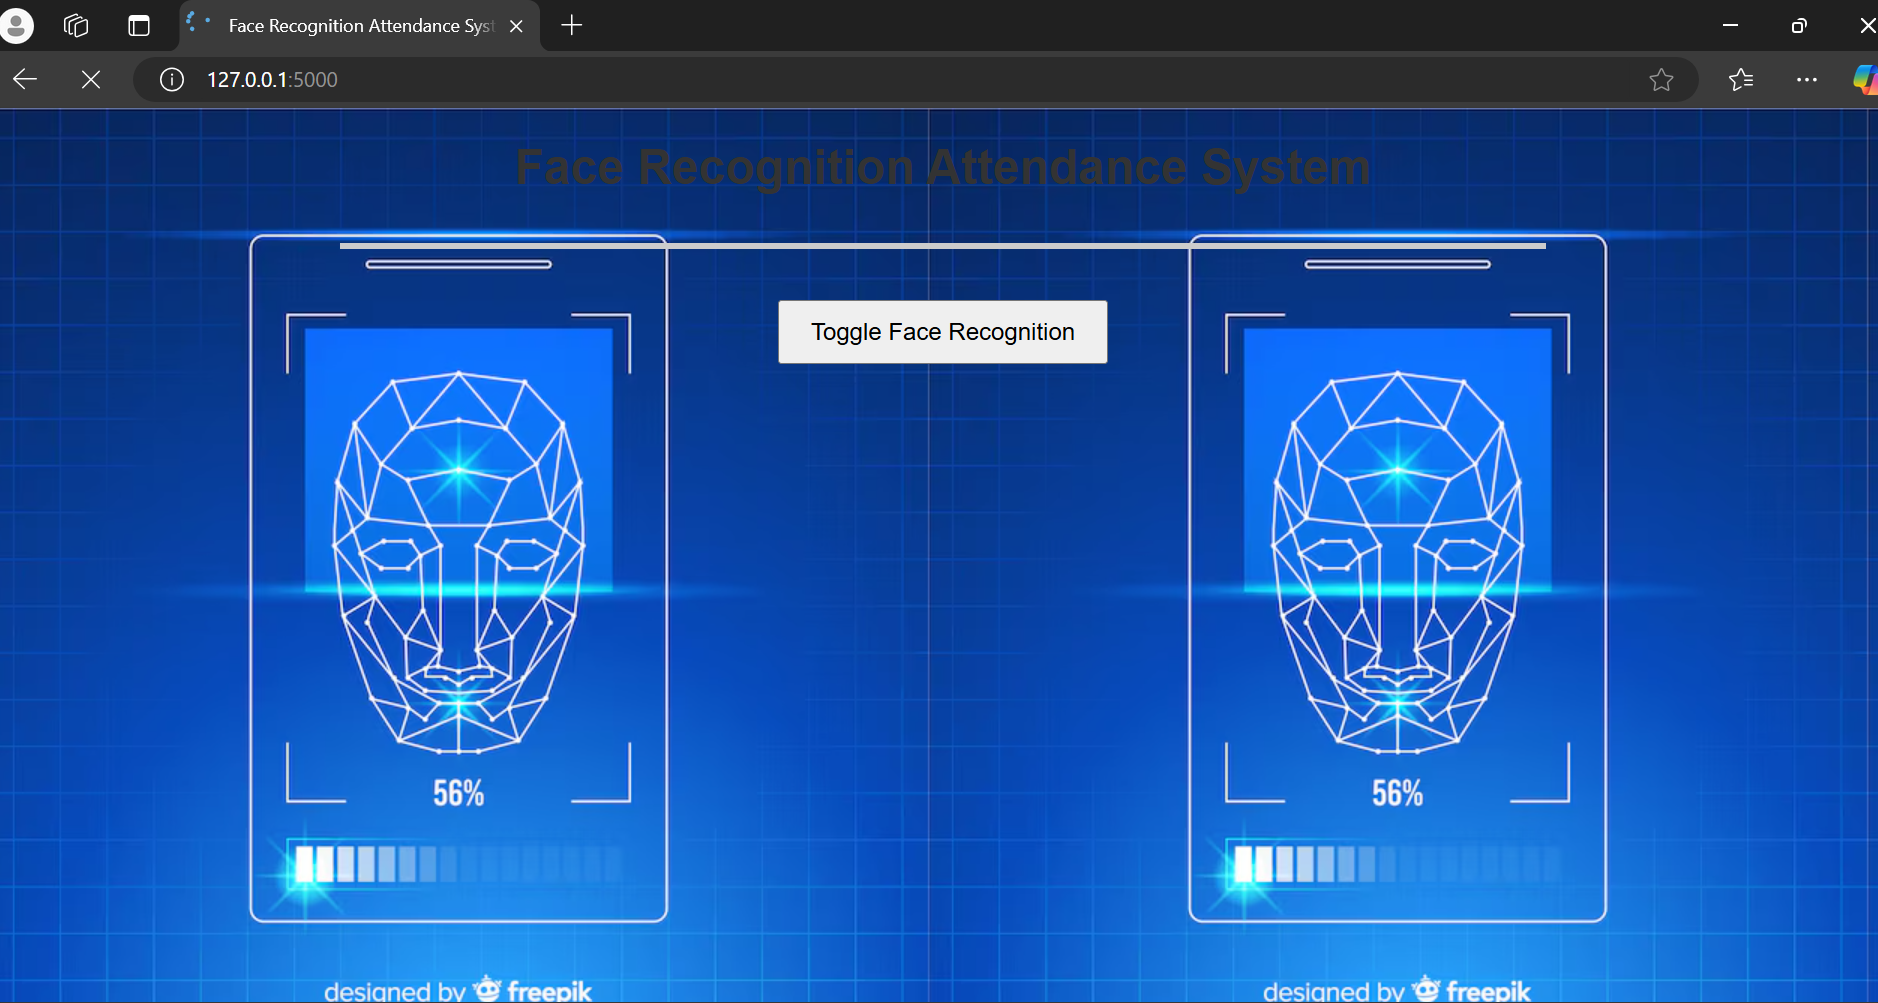 Face Recognition Attendance Syst
127.0.0.1:5000
Face Recognition Attendance System
Toggle Face Recognition
56%
56%
designed by freepik
designed by freepik